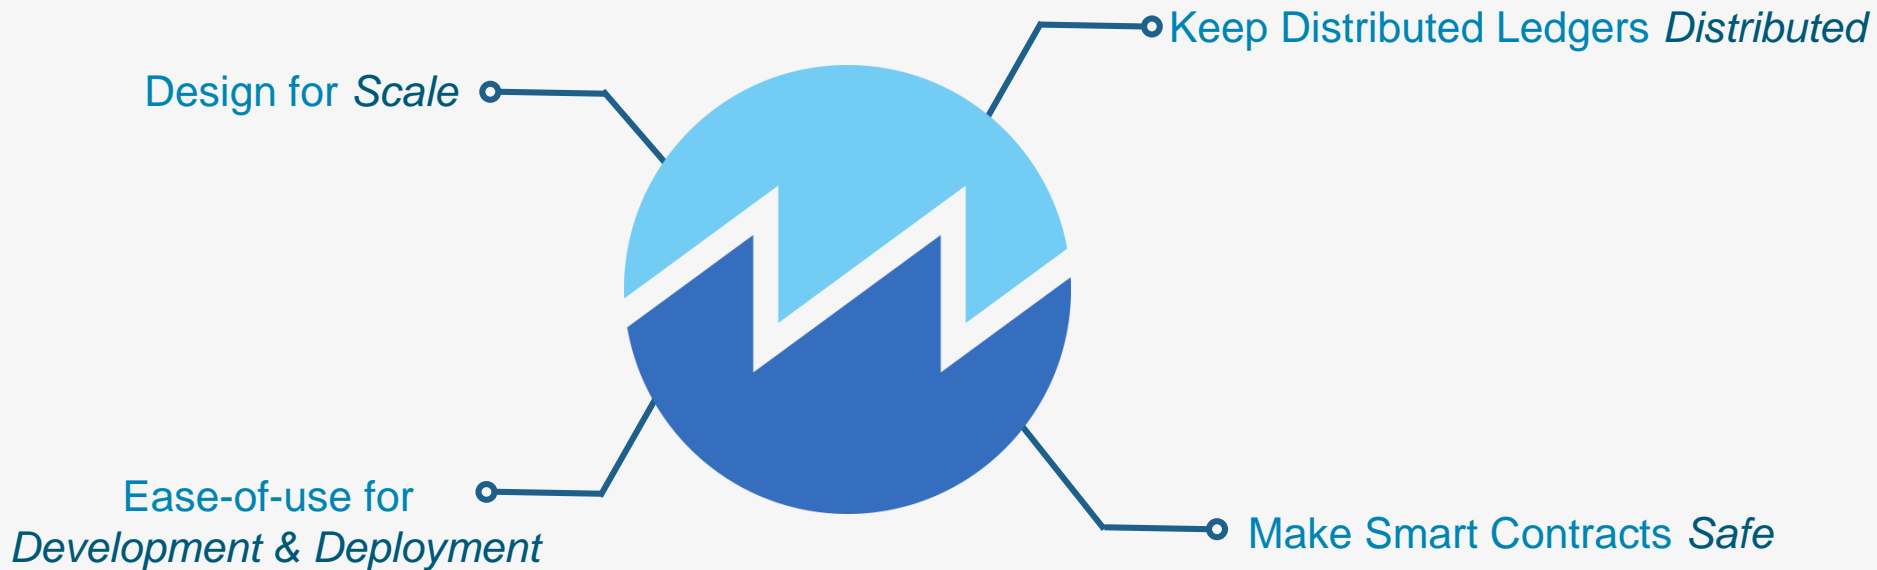 Keep Distributed Ledgers Distributed
Design for Scale
Ease-of-use for
Development & Deployment
Make Smart Contracts Safe